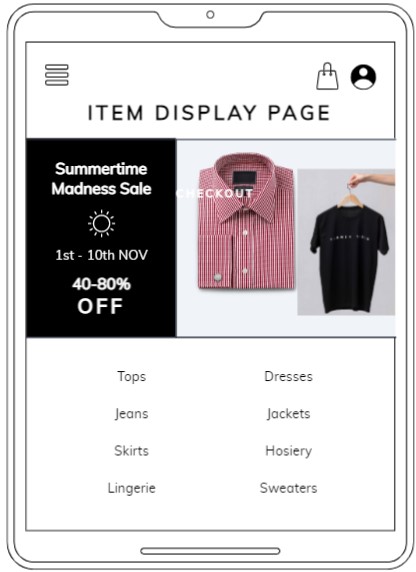 ITEM DISPLAY PAGE
Summertime
Madness Sale
CHECKOUT
1st - 10th NOV
40-80%
OFF
Tops
Dresses
Jeans
Jackets
Skirts
Hosiery
Lingerie
Sweaters